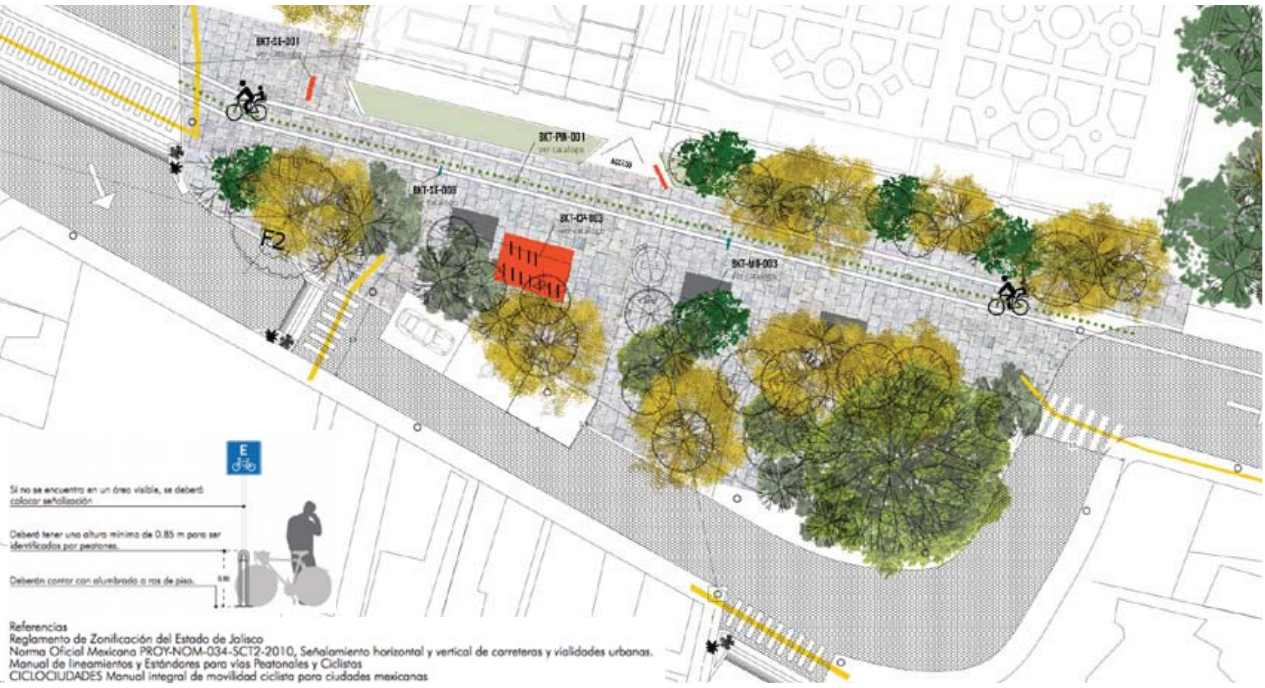 BKT-SE-001
ver catalogo
BKT-PIN-001
ver catalogo
ACCESO
BKT-SE-003
ver catalogo
BKT-CA-003
ver catalogo
F2
BKT-MB-003
ver catalogo
E
Si no se encuentra en un área visible, se deberá
colocar señalización
Deberá tener una altura mínima de 0.85 m para ser
identificados por peatones.
Deberán contar con alumbrado a ras de piso.
0.85
Referencias
Reglamento de Zonificación del Estado de Jalisco
Norma Oficial Mexicana PROY-NOM-034-SCT2-2010, Señalamiento horizontal y vertical de carreteras y vialidades urbanas.
Manual de lineamientos y Estándares para vías Peatonales y Ciclistas
CICLOCIUDADES Manual integral de movilidad ciclista para ciudades mexicanas